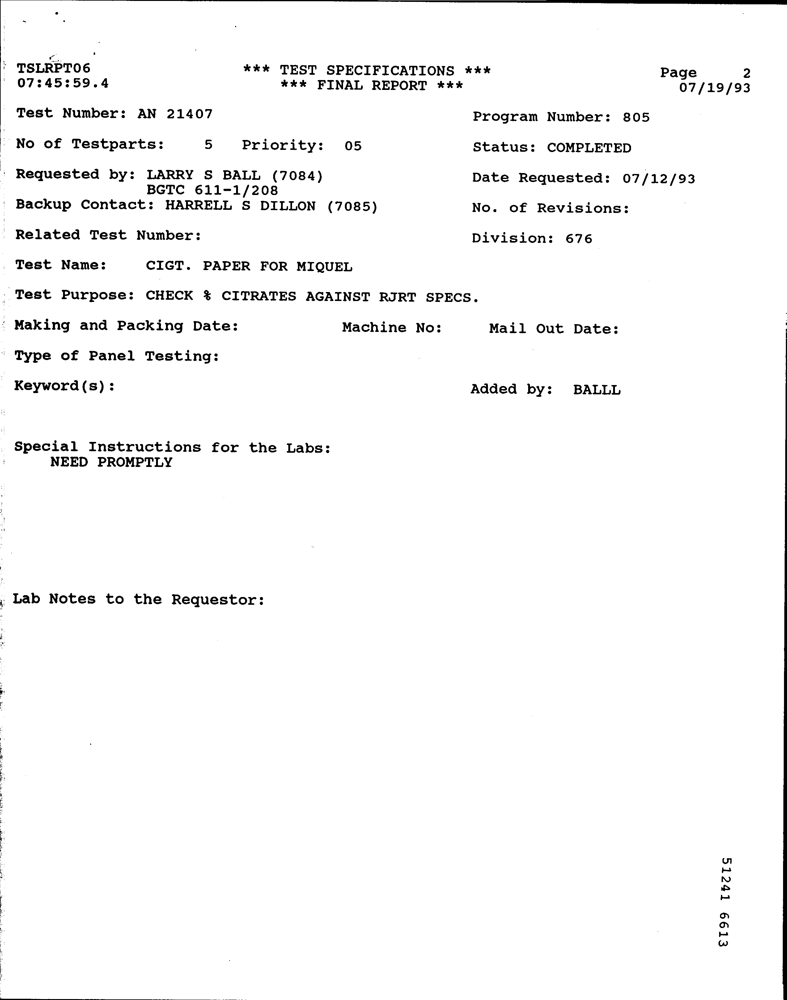 TSLRPT06 *** TEST SPECIFICATIONS *** Page 2
07:45:59.4 *** FINAL REPORT *** 07/19/93
Test Number: AN 21407 Program Number: 805
No of Testparts: 5 Priority: 05 Status: COMPLETED
Requested by: LARRY S BALL (7084) Date Requested: 07/12/93
BGTC 611-1/208
Backup Contact: HARRELL S DILLON (7085) No. of Revisions:
Related Test Number: Division: 676
Test Name: CIGT. PAPER FOR MIQUEL
Test Purpose: CHECK % CITRATES AGAINST RJRT SPECS.
Making and Packing Date: Machine No: Mail Out Date:
Type of Panel Testing:
Keyword(s): Added by: BALLL
Special Instructions for the Labs:
NEED PROMPTLY
Lab Notes to the Requestor:
51241 6613